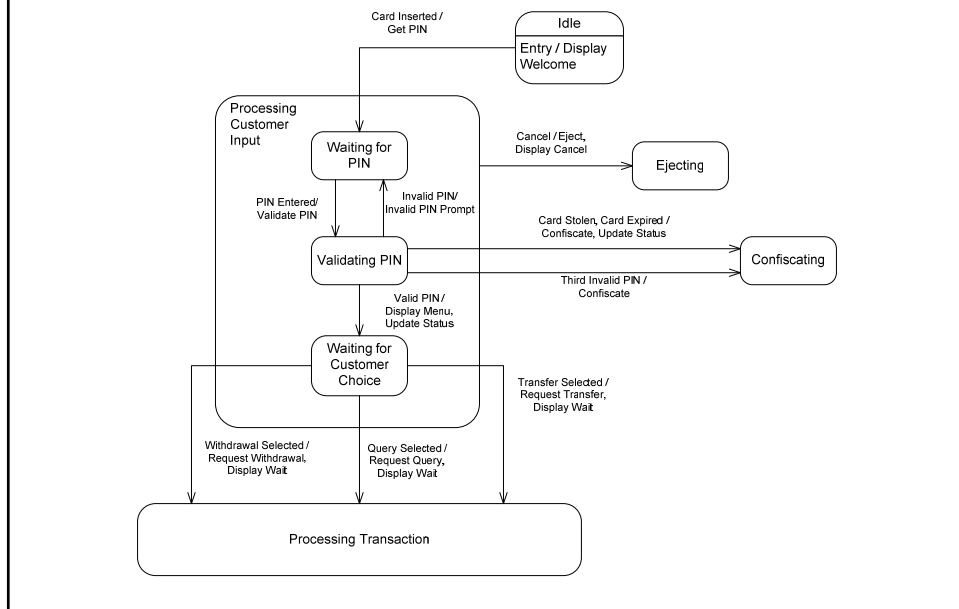 Card Inserted /
Get PIN
Idle
Entry / Display
Welcome
Processing
Customer
Input
Waiting for
PIN
Cancel / Eject,
Display Cancel
Ejecting
PIN Entered/
Validate PIN
Invalid PIN/
Invalid PIN Prompt
Card Stolen, Card Expired /
Confiscate, Update Status
Validating PIN
Confiscating
Third Invalid PIN /
Confiscate
Valid PIN /
Display Menu,
Update Status
Waiting for
Customer
Choice
Transfer Selected /
Request Transfer,
Display Wait
Withdrawal Selected /
Request Withdrawal,
Display Wait
Query Selected /
Request Query,
Display Wait
Processing Transaction